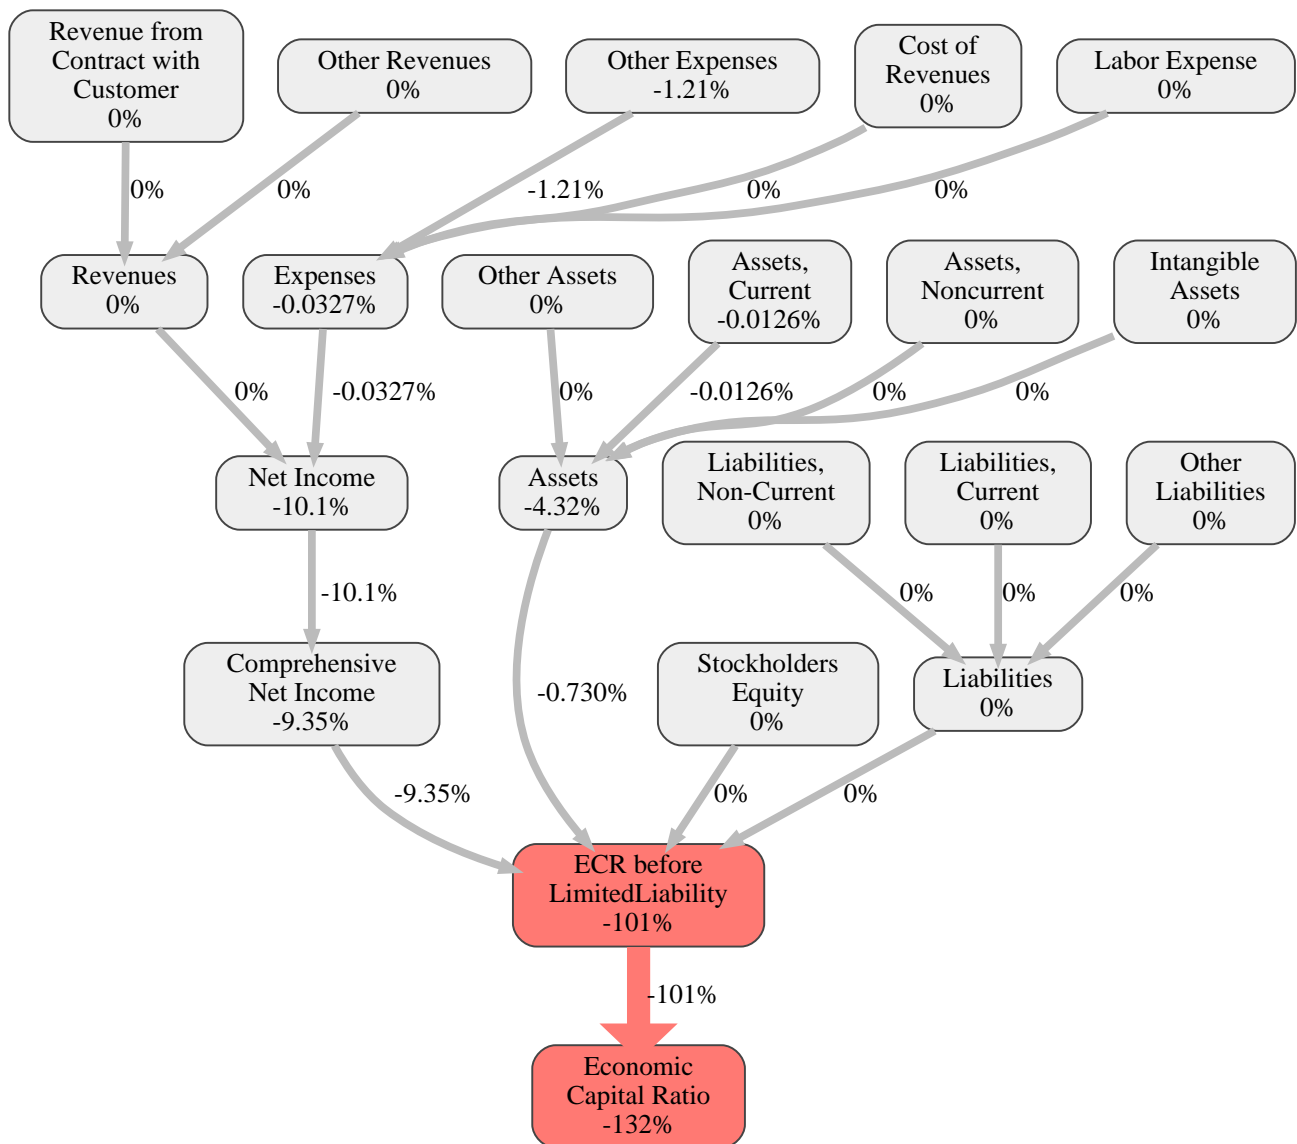 Revenue from
Contract with
Customer
0%
Other Revenues
0%
Other Expenses
-1.21%
Cost of
Revenues
0%
Labor Expense
0%
0%
0%
-1.21%
0%
0%
Revenues
0%
Expenses
-0.0327%
Other Assets
0%
Assets,
Current
-0.0126%
Assets,
Noncurrent
0%
Intangible
Assets
0%
0%
-0.0327%
0%
-0.0126%
0%
0%
Net Income
-10.1%
Assets
-4.32%
Liabilities,
Non-Current
0%
Liabilities,
Current
0%
Other
Liabilities
0%
-10.1%
0%
0%
0%
Comprehensive
Net Income
-9.35%
-0.730%
Stockholders
Equity
0%
Liabilities
0%
-9.35%
0%
0%
ECR before
LimitedLiability
-101%
-101%
Economic
Capital Ratio
-132%